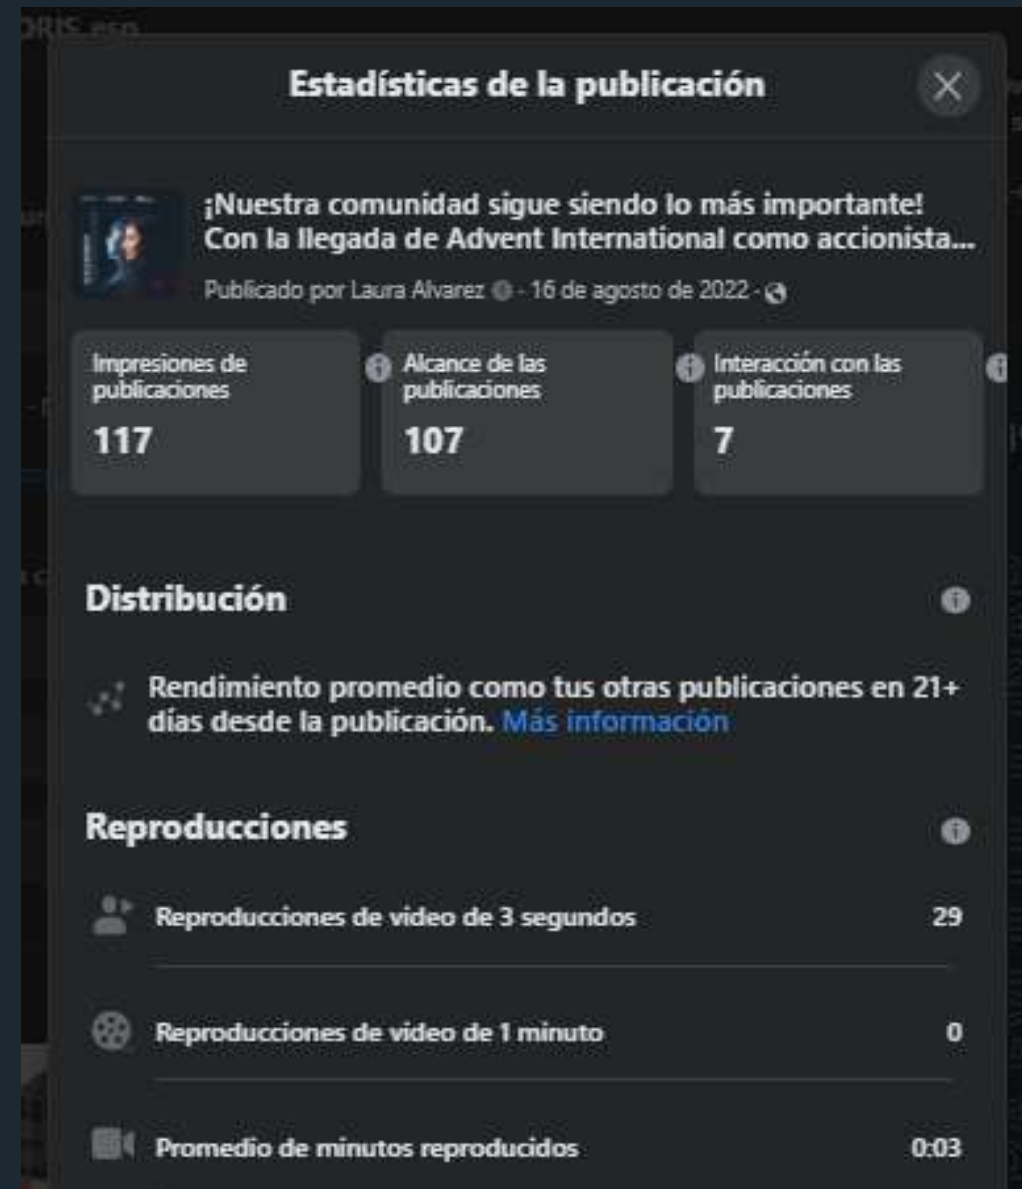 Estadísticas de la publicación
¡Nuestra comunidad sigue siendo lo más importante!
Con la llegada de Advent International como accionista...
Publicado por Laura Alvarez - 16 de agosto de 2022 -
Impresiones de
publicaciones
117
Alcance de las
publicaciones
107
Interacción con las
publicaciones
7
Distribución
Rendimiento promedio como tus otras publicaciones en 21+
días desde la publicación. Más información
Reproducciones
Reproducciones de video de 3 segundos
29
Reproducciones de video de 1 minuto
0
Promedio de minutos reproducidos
0:03